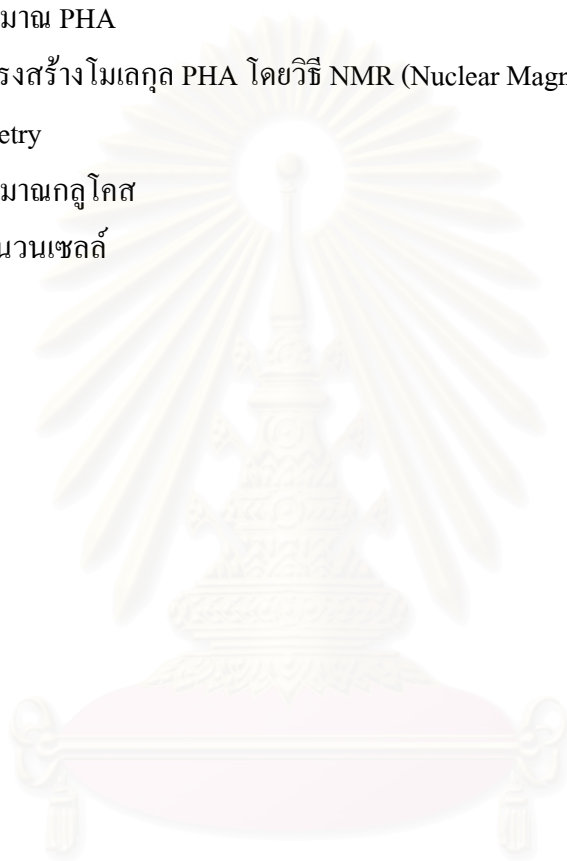 มาณ PHA
รงสร้างโมเลกุล PHA โดยวิธี NMR (Nuclear Magn
etry
มาณกลูโคส
นวนเซลล์